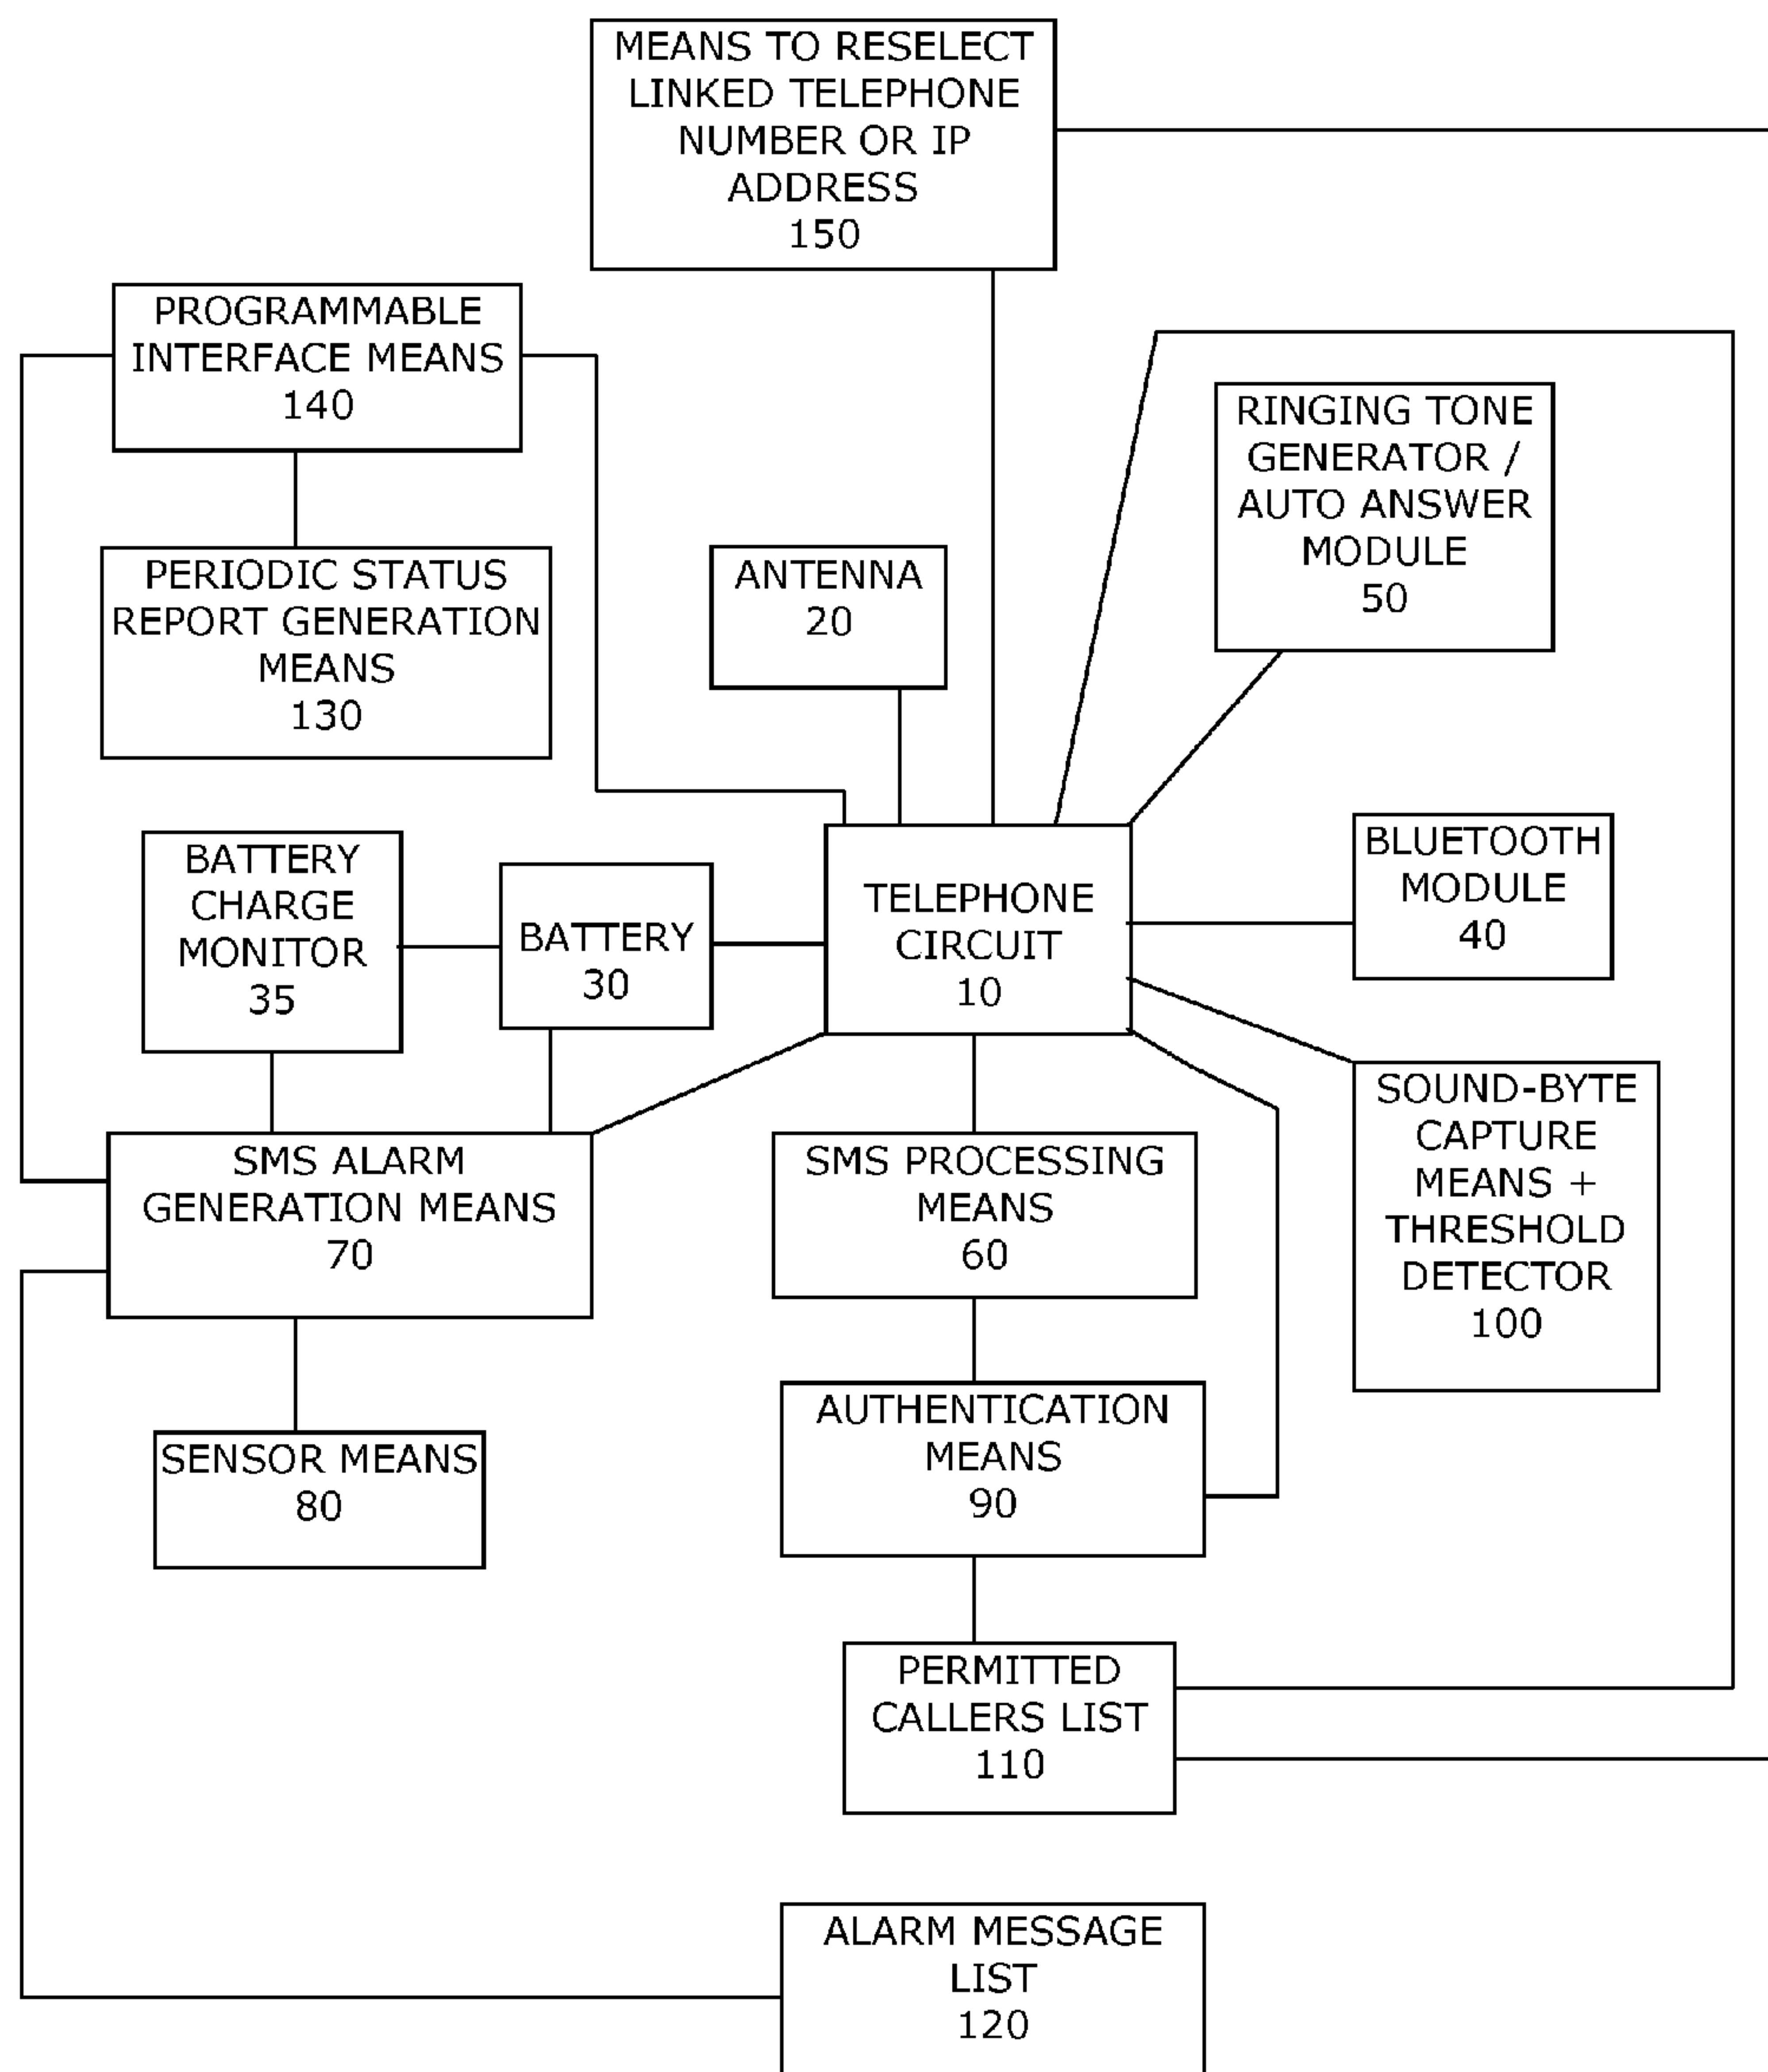 MEANS TO RESELECT
LINKED TELEPHONE
NUMBER OR IP
ADDRESS
150
PROGRAMMABLE
INTERFACE MEANS
140
RINGING TONE
GENERATOR /
AUTO ANSWER
MODULE
50
PERIODIC STATUS
REPORT GENERATION
MEANS
130
ANTENNA
20
BATTERY
CHARGE
MONITOR
35
BATTERY
30
TELEPHONE
CIRCUIT
10
BLUETOOTH
MODULE
40
SOUND-BYTE
CAPTURE
MEANS +
THRESHOLD
DETECTOR
100
SMS ALARM
GENERATION MEANS
70
SMS PROCESSING
MEANS
60
SENSOR MEANS
80
AUTHENTICATION
MEANS
90
PERMITTED
CALLERS LIST
110
ALARM MESSAGE
LIST
120